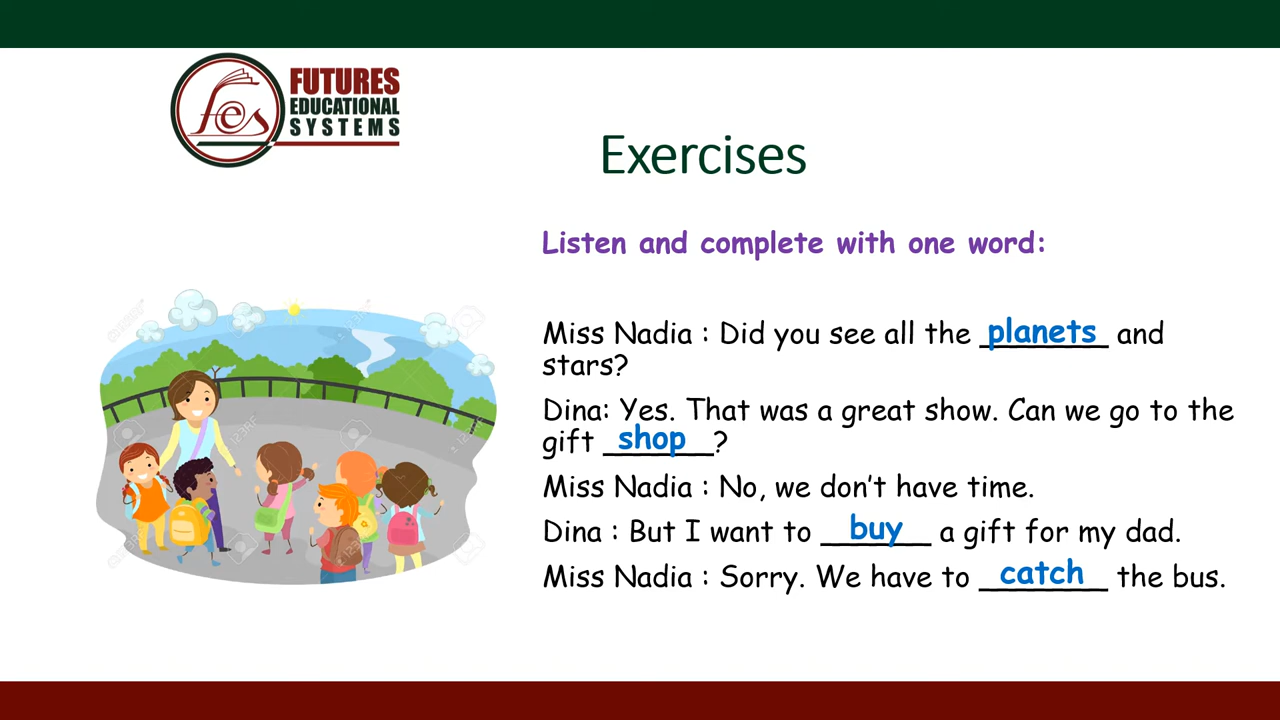 fes
FUTURES
EDUCATIONAL
SYSTEMS
Exercises
Listen and complete with one word:
Miss Nadia : Did you see all the planets and
stars?
Dina: Yes. That was a great show. Can we go to the
gift shop?
Miss Nadia : No, we don’t have time.
Dina : But I want to buy a gift for my dad.
Miss Nadia : Sorry. We have to catch the bus.
123RF